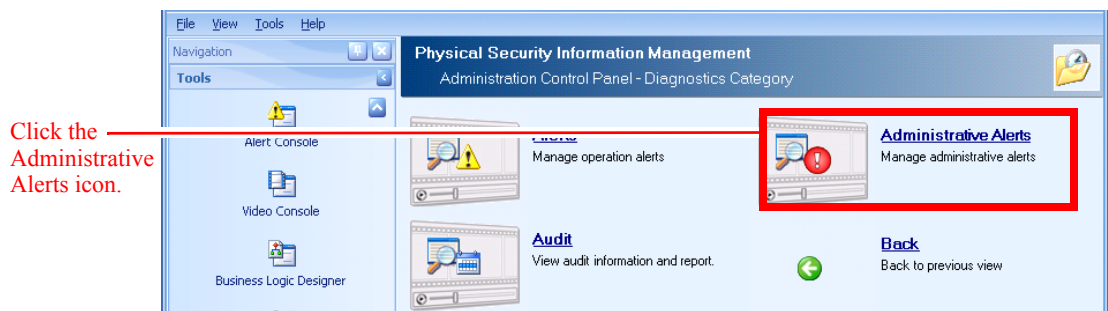 File View Tools Help
Navigation
Tools
Alert Console
Video Console
Business Logic Designer
Physical Security Information Management
Administration Control Panel - Diagnostics Category
Click the
Administrative
Alerts icon.
Manage operation alerts
Administrative Alerts
Manage administrative alerts
Audit
View audit information and report.
Back
Back to previous view